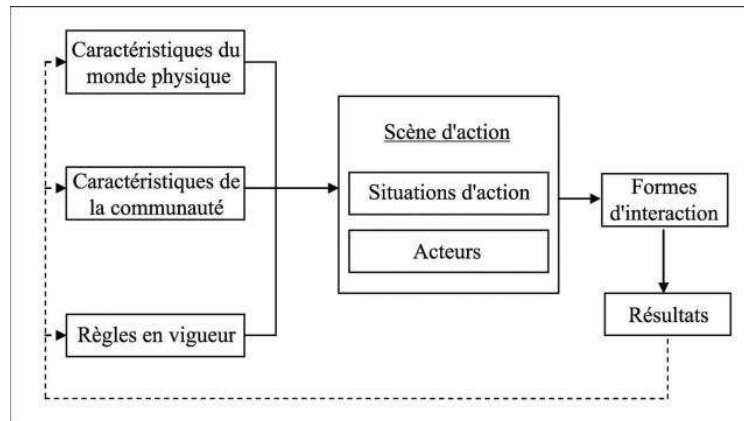 Caractéristiques du
monde physique
Caractéristiques de
la communauté
Règles en vigueur
Scène d'action
Situations d'action
Acteurs
Formes
d'interaction
Résultats